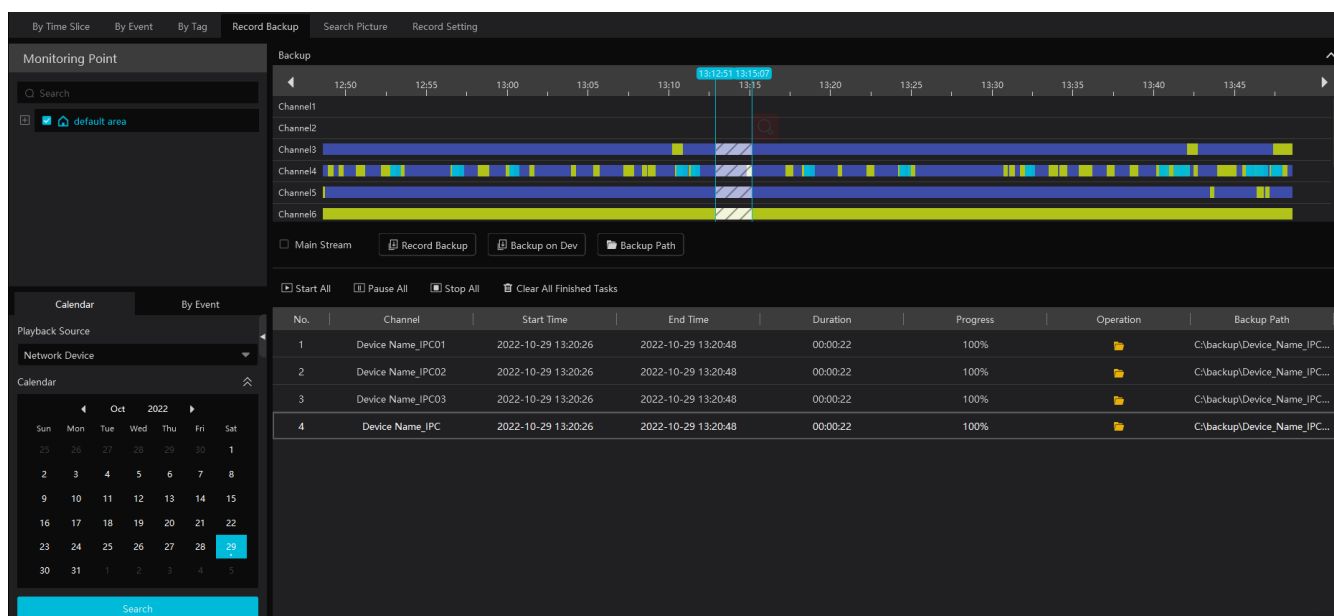 By Time Slice By Event By Tag Record Backup Search Picture Record Setting
Monitoring Point
Search
default area
Backup
13:12:51 13:15:07
12:50 12:55 13:00 13:05 13:10 13:15 13:20 13:25 13:30 13:35 13:40 13:45
Channel1
Channel2
Channel3
Channel4
Channel5
Channel6
Main Stream Record Backup Backup on Dev Backup Path
Start All Pause All Stop All Clear All Finished Tasks
No. Channel Start Time End Time Duration Progress Operation Backup Path
1 Device Name_IPC01 2022-10-29 13:20:26 2022-10-29 13:20:48 00:00:22 100% C:\backup\Device_Name_IPC...
2 Device Name_IPC02 2022-10-29 13:20:26 2022-10-29 13:20:48 00:00:22 100% C:\backup\Device_Name_IPC...
3 Device Name_IPC03 2022-10-29 13:20:26 2022-10-29 13:20:48 00:00:22 100% C:\backup\Device_Name_IPC...
4 Device Name_IPC 2022-10-29 13:20:26 2022-10-29 13:20:48 00:00:22 100% C:\backup\Device_Name_IPC...
Calendar By Event
Playback Source
Network Device
Calendar
Oct 2022
Sun Mon Tue Wed Thu Fri Sat
25 26 27 28 29 30 1
2 3 4 5 6 7 8
9 10 11 12 13 14 15
16 17 18 19 20 21 22
23 24 25 26 27 28 29
30 31 1 2 3 4 5
Search